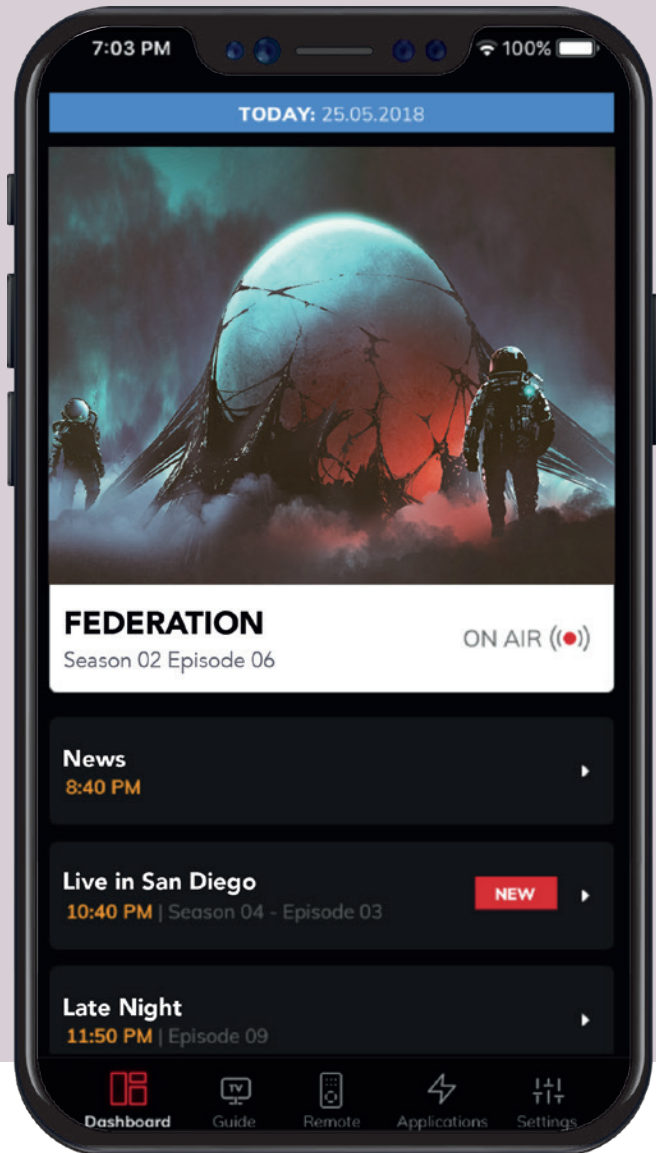 7:03 PM 100%
TODAY: 25.05.2018
FEDERATION
Season 02 Episode 06
ON AIR
News
8:40 PM
Live in San Diego
10:40 PM | Season 04 - Episode 03
NEW
Late Night
11:50 PM | Episode 09
TV
Dashboard Guide Remote Applications Settings